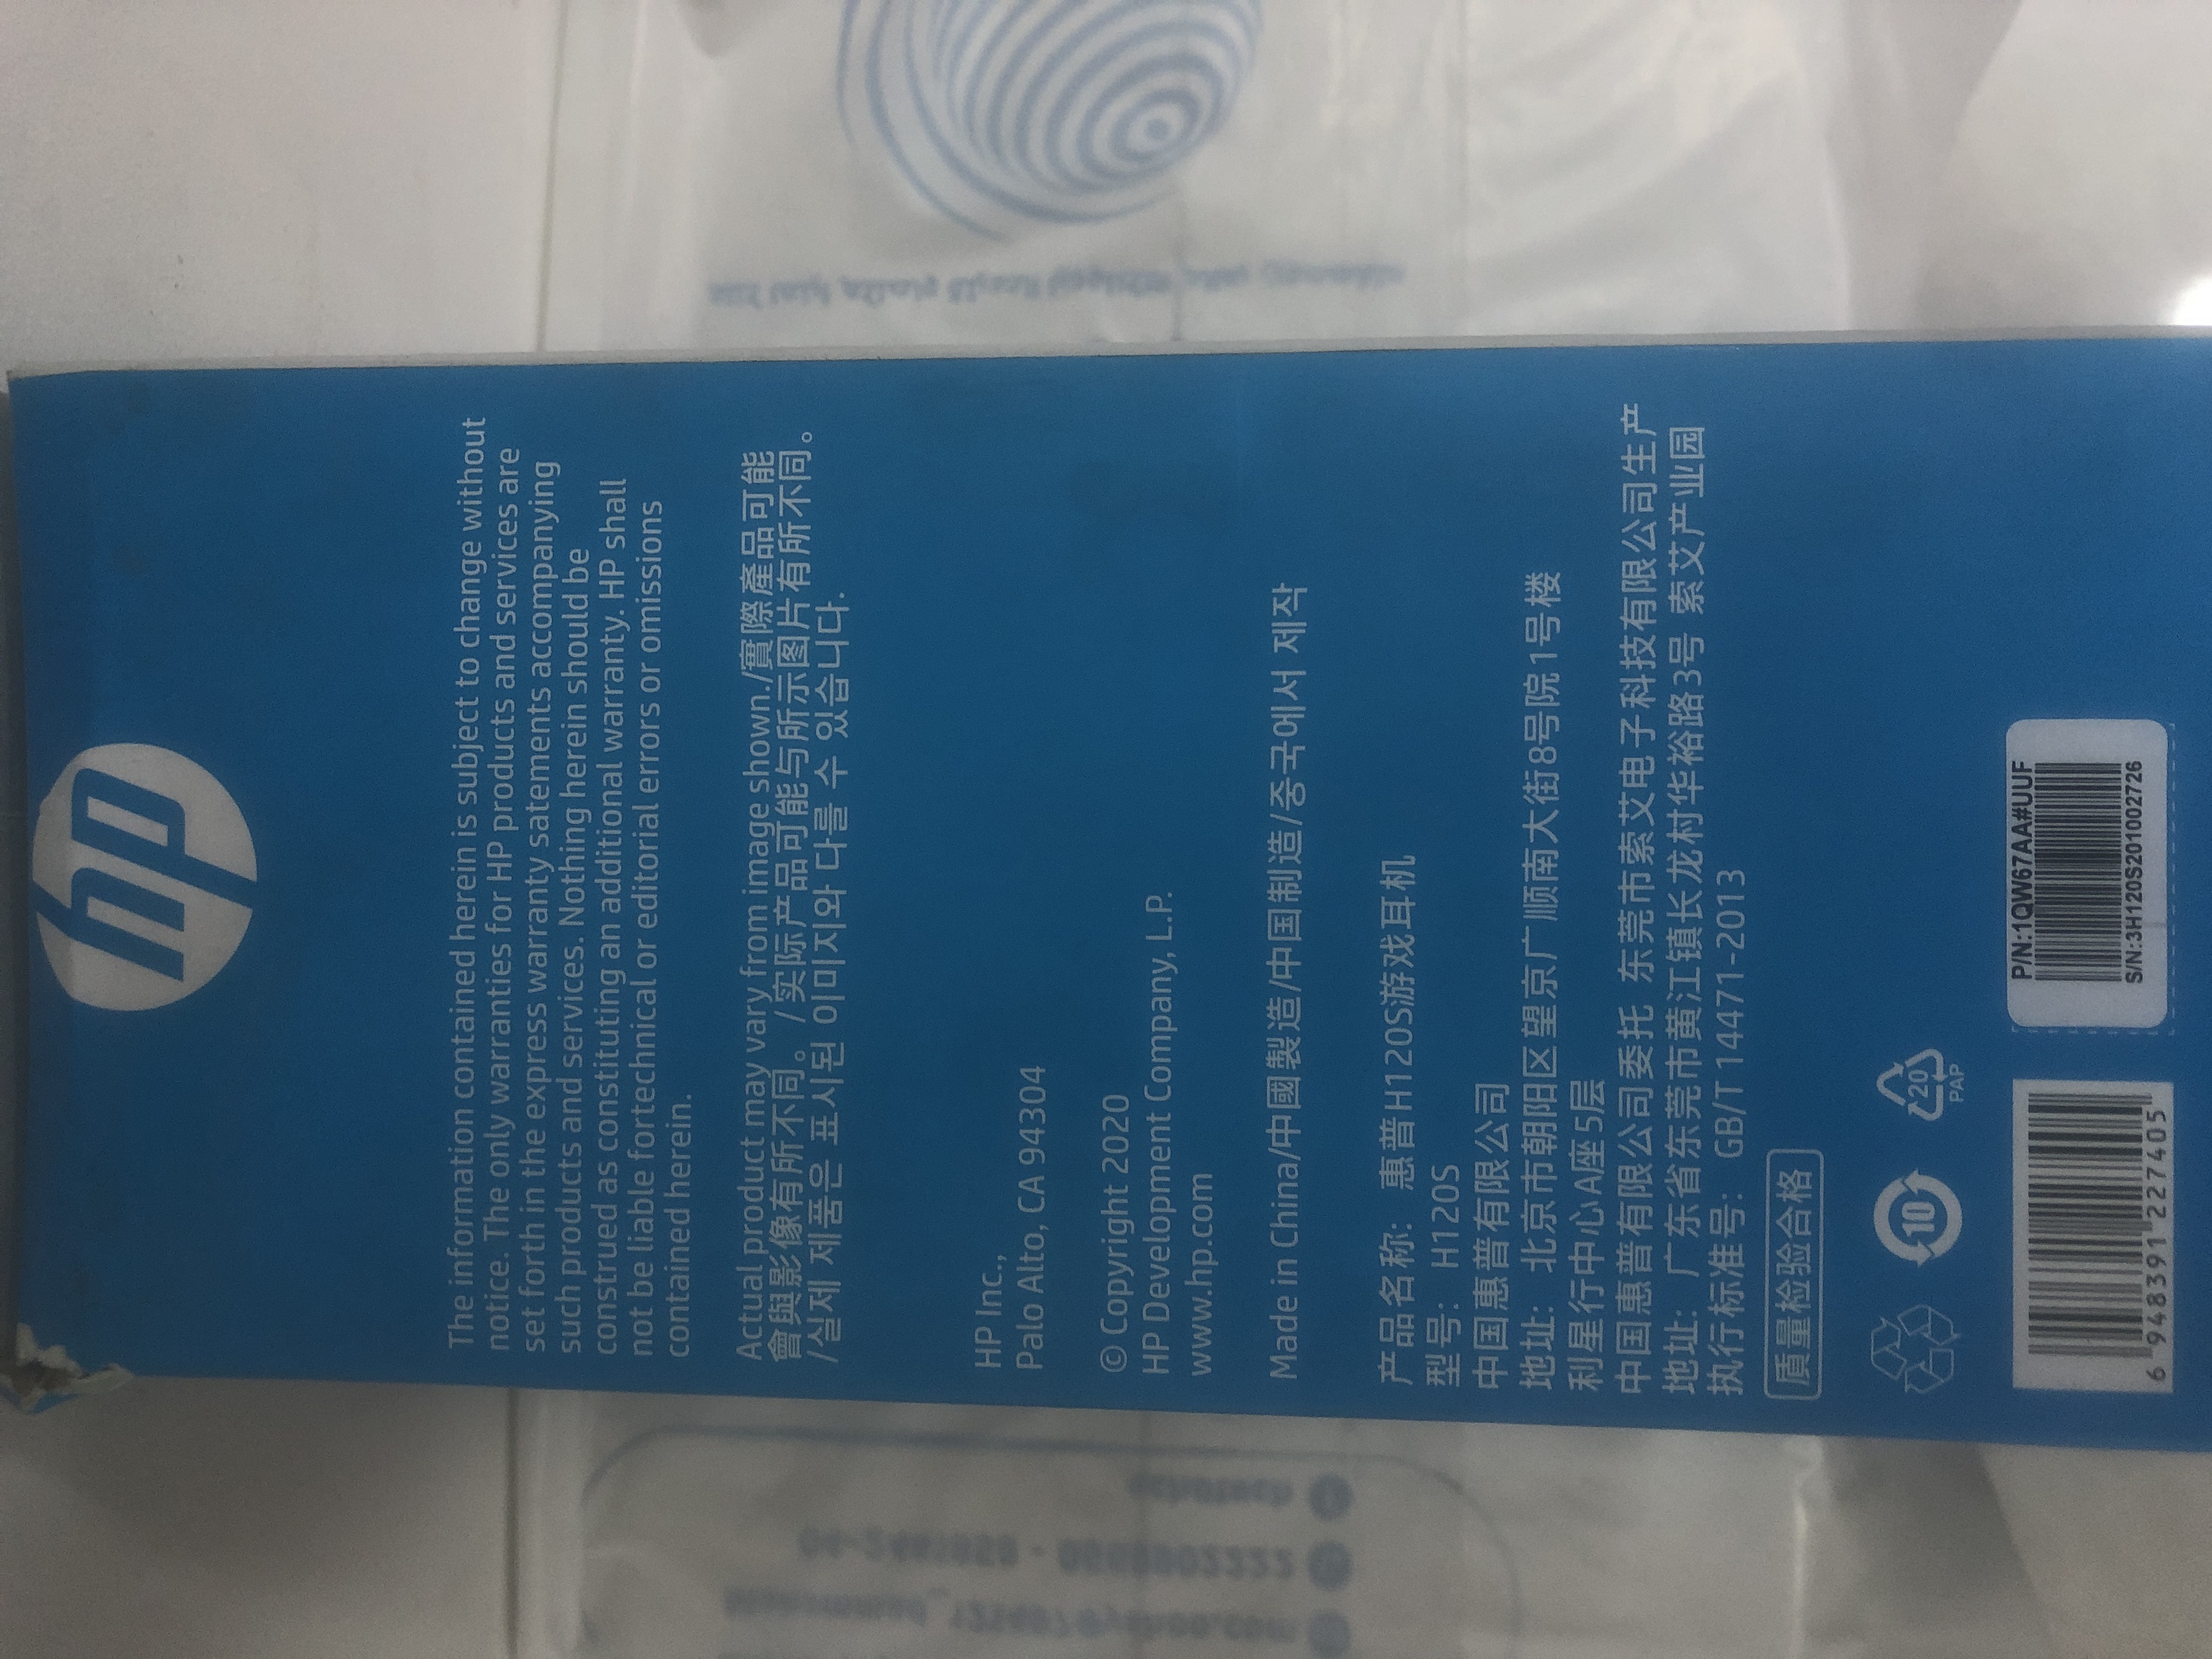 hp
The information contained herein is subject to change without
notice. The only warranties for HP products and services are
set forth in the express warranty satements accompanying
such products and services. Nothing herein should be
construed as constituting an additional warranty. HP shall
not be liable fortechnical or editorial errors or omissions
contained herein.
Actual product may vary from image shown./實際產品可能
會與影像有所不同。/实际产品可能与所示图片有所不同。
/실제 제품은 표시된 이미지와 다를 수 있습니다.
HP Inc.,
Palo Alto, CA 94304
© Copyright 2020
HP Development Company, L.P.
www.hp.com
Made in China/中國製造/中国制造/중국에서 제작
产品名称：惠普H120S游戏耳机
型号：H120S
中国惠普有限公司
地址：北京市朝阳区望京广顺南大街8号院1号楼
利星行中心A座5层
中国惠普有限公司委托 东莞市索艾电子科技有限公司生产
地址：广东省东莞市黄江镇长龙村华裕路3号 索艾产业园
执行标准号：GB/T 14471-2013
质量检验合格
10
20
PAP
6 948391 227405
P/N:1QW67AA#UUF
S/N:3H120S201002726